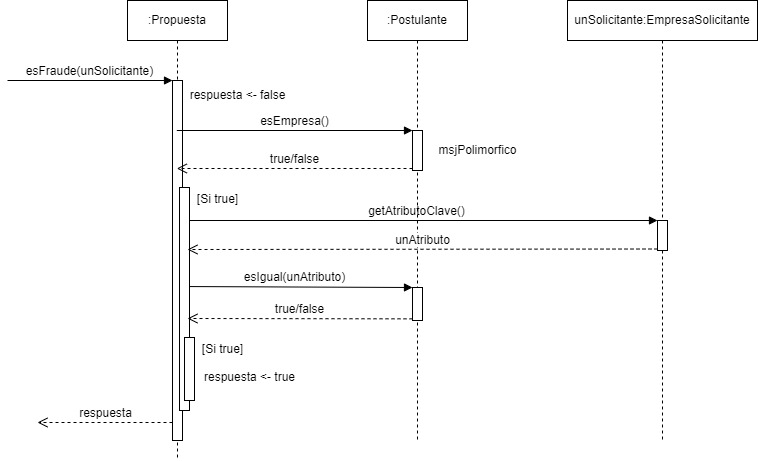 :Propuesta
:Postulante
unSolicitante:EmpresaSolicitante
esFraude(unSolicitante)
respuesta <- false
esEmpresa()
msjPolimorfico
true/false
[Si true]
getAtributoClave()
unAtributo
esIgual(unAtributo)
true/false
[Si true]
respuesta <- true
respuesta